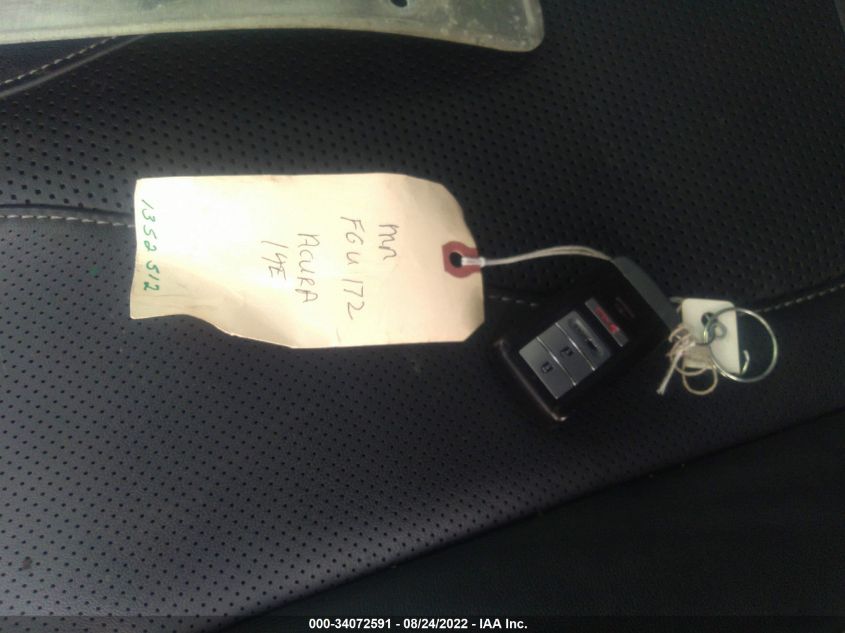 mn
FGU 172
ACURA
14E
1352512
000-34072591 - 08/24/2022 - IAA Inc.